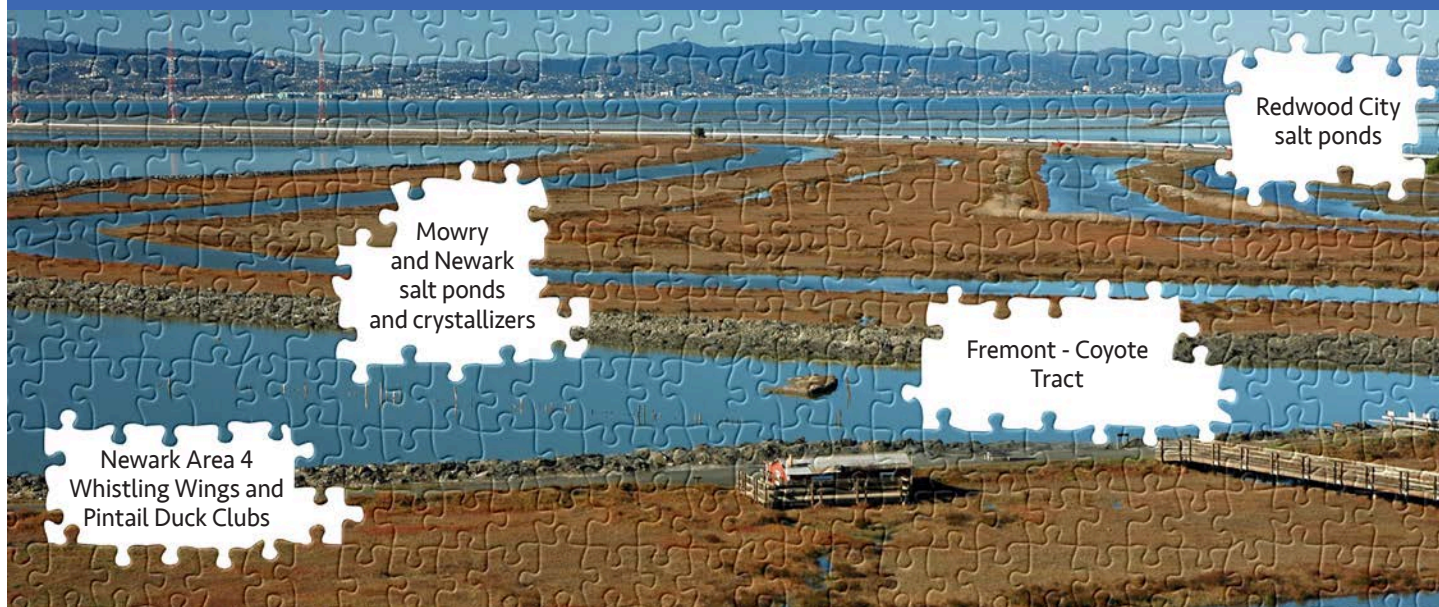 Redwood City
salt ponds
Mowry
and Newark
salt ponds
and crystallizers
Fremont - Coyote
Tract
Newark Area 4
Whistling Wings and
Pintail Duck Clubs